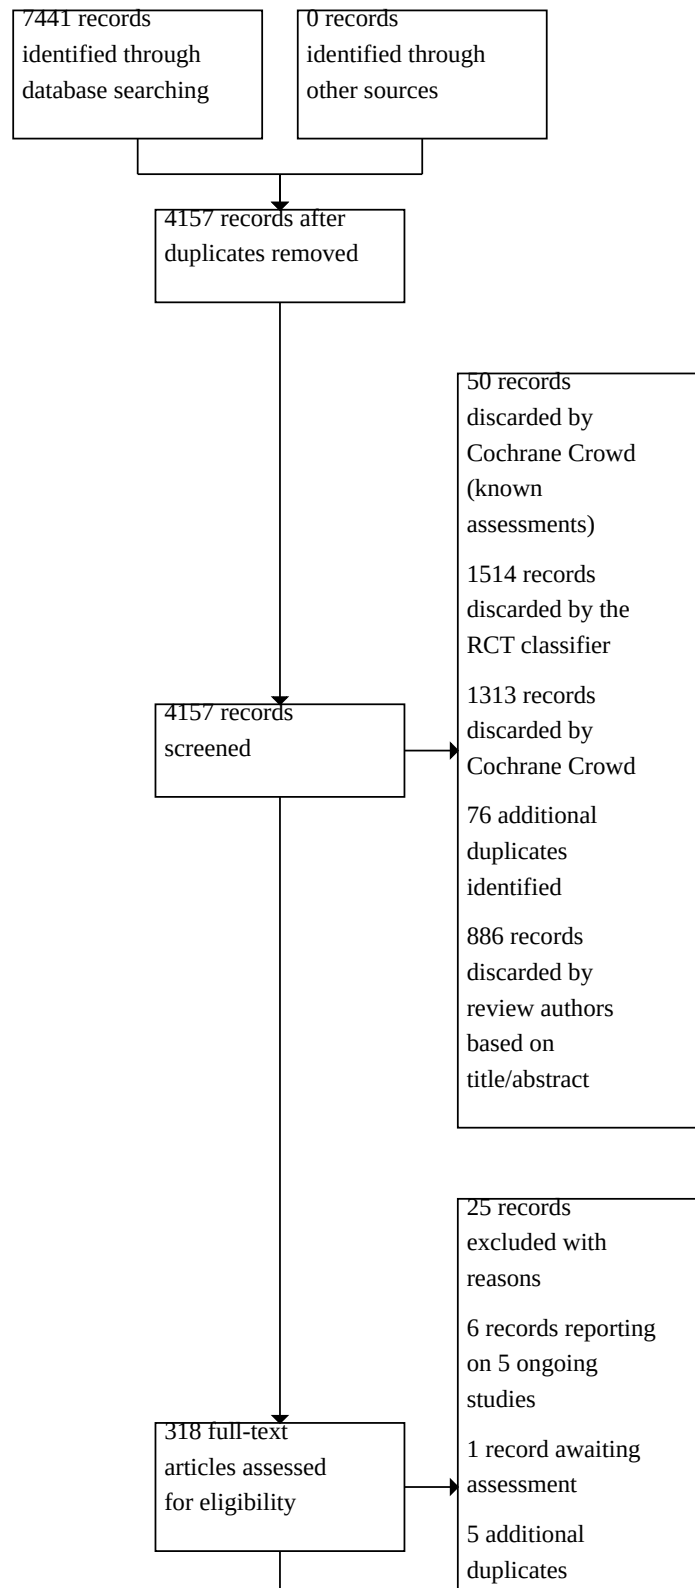 7441 records
identified through
database searching
0 records
identified through
other sources
4157 records after
duplicates removed
50 records
discarded by
Cochrane Crowd
(known
assessments)
1514 records
discarded by the
RCT classifier
1313 records
discarded by
Cochrane Crowd
76 additional
duplicates
identified
886 records
discarded by
review authors
based on
title/abstract
4157 records
screened
25 records
excluded with
reasons
6 records reporting
on 5 ongoing
studies
1 record awaiting
assessment
5 additional
duplicates
318 full-text
articles assessed
for eligibility